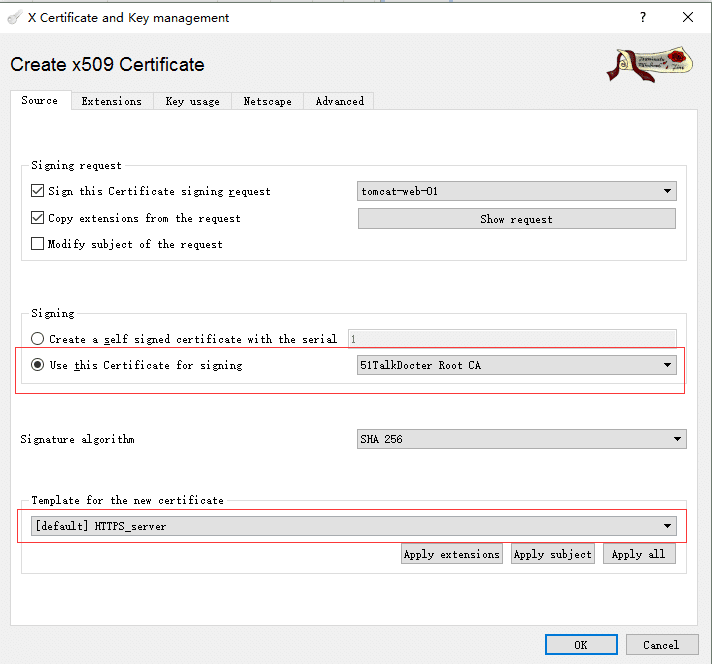 X Certificate and Key management
?
Create x509 Certificate
Source Extensions Key usage Netscape Advanced
Signing request
Sign this Certificate signing request tomcat-web-01
Copy extensions from the request Show request
Modify subject of the request
Signing
Create a self signed certificate with the serial 1
Use this Certificate for signing 51TalkDocter Root CA
Signature algorithm SHA 256
Template for the new certificate
[default] HTTPS_server
Apply extensions Apply subject Apply all
OK Cancel